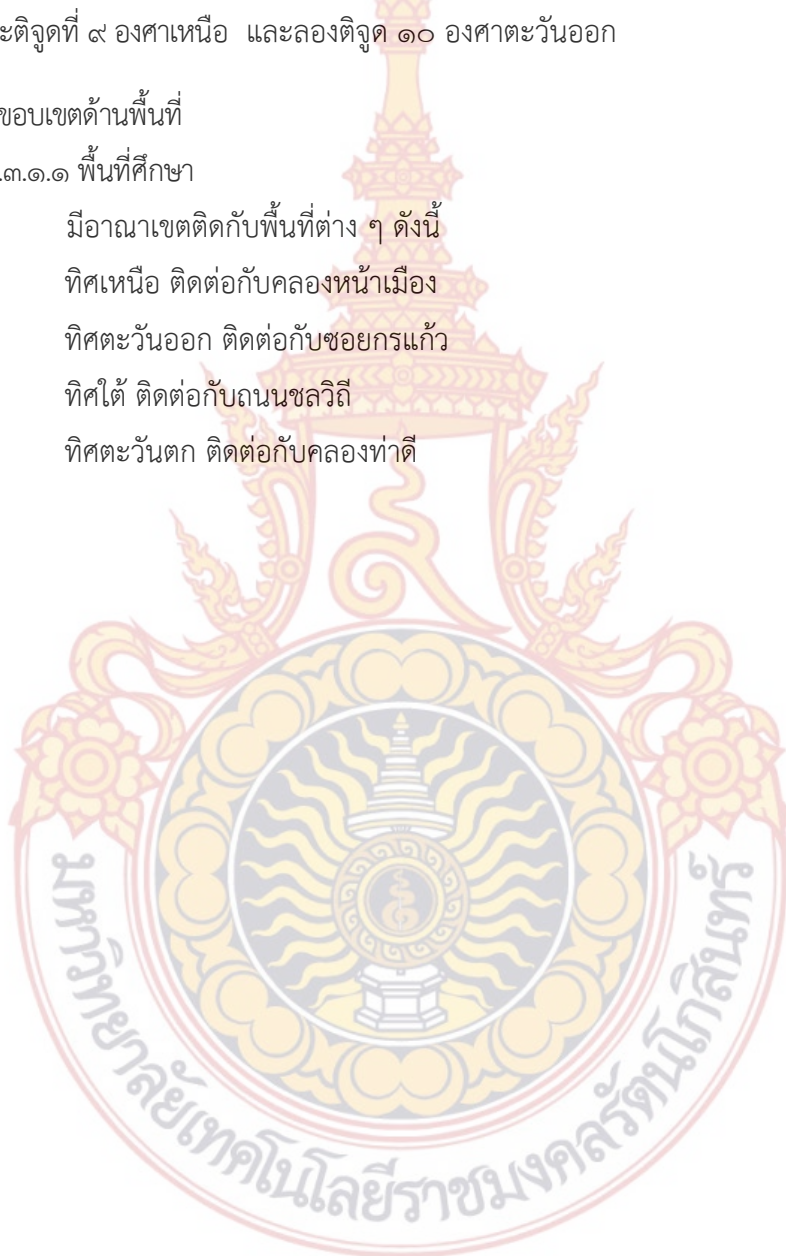 ะติจูดที่ ๙ องศาเหนือ และลองติจูด ๑๐ องศาตะวันออก
ขอบเขตด้านพื้นที่
.๓.๑.๑ พื้นที่ศึกษา
มีอาณาเขตติดกับพื้นที่ต่าง ๆ ดังนี้
ทิศเหนือ ติดต่อกับคลองหน้าเมือง
ทิศตะวันออก ติดต่อกับซอยกรแก้ว
ทิศใต้ ติดต่อกับถนนชลวิถี
ทิศตะวันตก ติดต่อกับคลองท่าดี
มหาวิทยาลัยเทคโนโลยีราชมงคลรัตนโกสินทร์